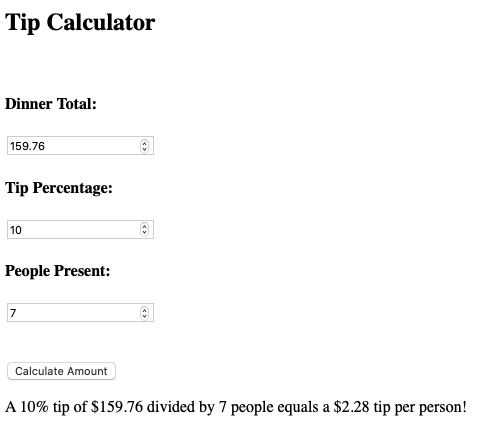 Tip Calculator
Dinner Total:
159.76
Tip Percentage:
10
People Present:
7
Calculate Amount
A 10% tip of $159.76 divided by 7 people equals a $2.28 tip per person!